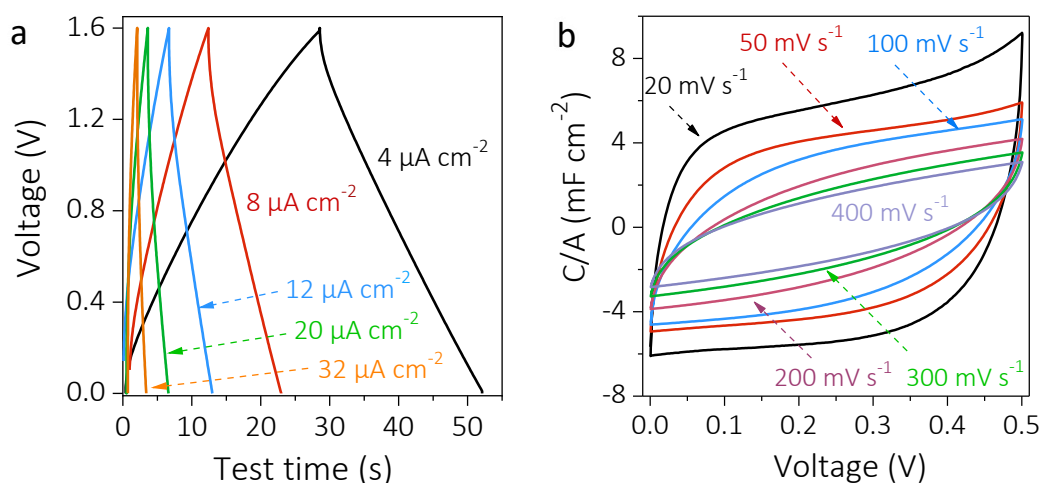 a
1.6
1.2
0.8
0.4
0.0
Voltage (V)
4 µA cm⁻²
8 µA cm⁻²
12 µA cm⁻²
20 µA cm⁻²
32 µA cm⁻²
0 10 20 30 40 50
Test time (s)
b
8
4
0
-4
-8
C/A (mF cm⁻²)
20 mV s⁻¹
50 mV s⁻¹
100 mV s⁻¹
400 mV s⁻¹
200 mV s⁻¹
300 mV s⁻¹
0.0 0.1 0.2 0.3 0.4 0.5
Voltage (V)